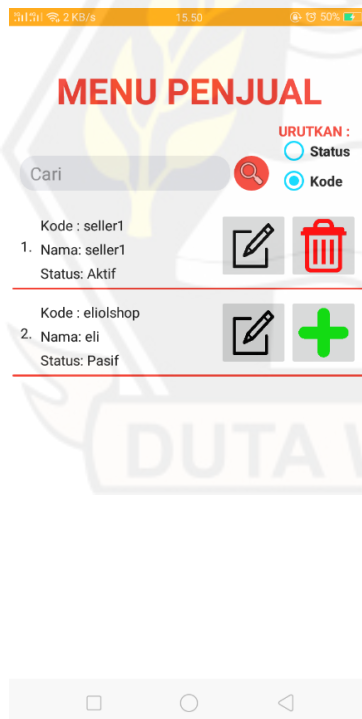 2 KB/s 15.50 50%
MENU PENJUAL
URUTKAN :
Status
Cari
Kode
Kode : seller1
1. Nama: seller1
Status: Aktif
Kode : eliolshop
2. Nama: eli
Status: Pasif
DUTA W